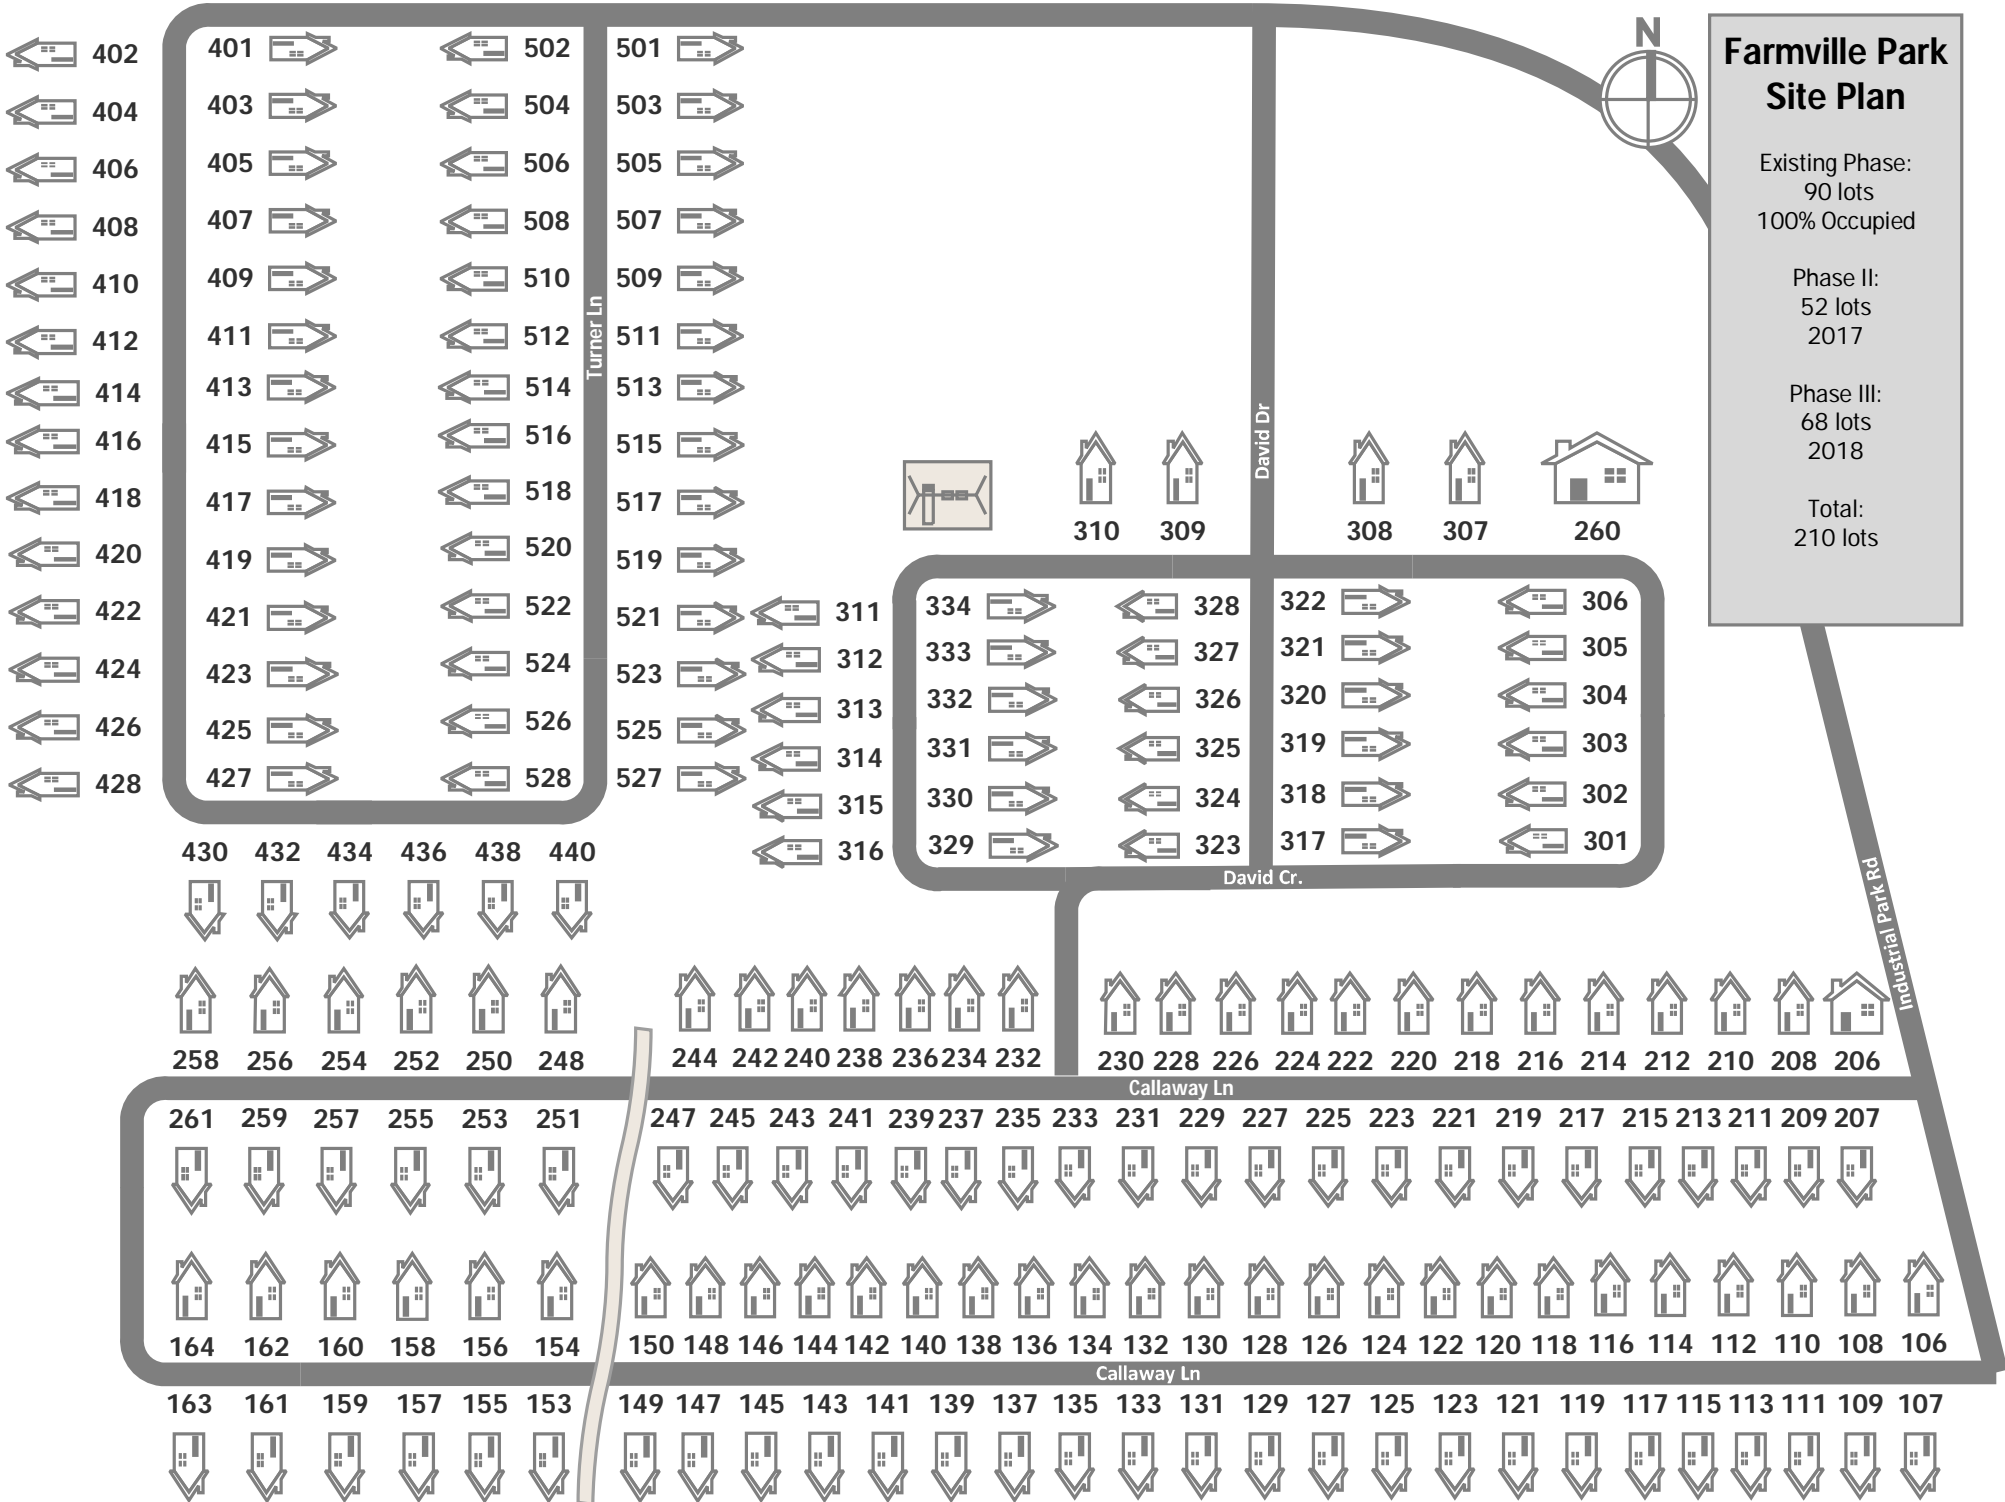 N
Farmville Park
Site Plan
Existing Phase:
90 lots
100% Occupied
Phase II:
52 lots
2017
Phase III:
68 lots
2018
Total:
210 lots
402 401 502 501
404 403 504 503
406 405 506 505
408 407 508 507
410 409 510 509
412 411 512 511
Turner Ln
414 413 514 513
416 415 516 515
418 417 518 517
420 419 520 519
422 421 522 521
424 423 524 523
426 425 526 525
428 427 528 527
430 432 434 436 438 440
David Dr
310 309 308 307 260
311 334 328 322 306
312 333 327 321 305
313 332 326 320 304
314 331 325 319 303
315 330 324 318 302
316 329 323 317 301
David Cr.
Industrial Park Rd
258 256 254 252 250 248 244 242 240 238 236 234 232 230 228 226 224 222 220 218 216 214 212 210 208 206
Callaway Ln
261 259 257 255 253 251 247 245 243 241 239 237 235 233 231 229 227 225 223 221 219 217 215 213 211 209 207
164 162 160 158 156 154 150 148 146 144 142 140 138 136 134 132 130 128 126 124 122 120 118 116 114 112 110 108 106
Callaway Ln
163 161 159 157 155 153 149 147 145 143 141 139 137 135 133 131 129 127 125 123 121 119 117 115 113 111 109 107